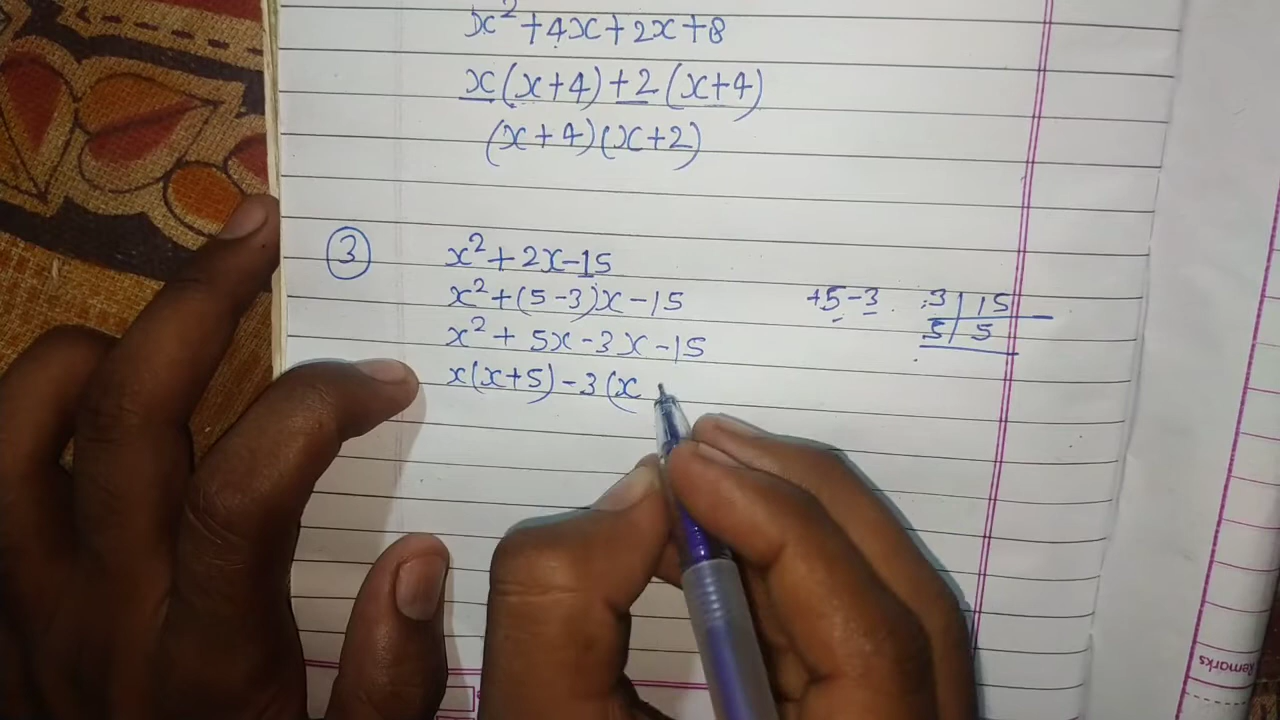 x² + 4x + 2x + 8
x(x+4) + 2(x+4)
(x+4)(x+2)
③ x² + 2x - 15
x² + (5-3)x - 15 +5-3 3 | 15
x² + 5x - 3x - 15 5 | 5
x(x+5) - 3(x
Remarks